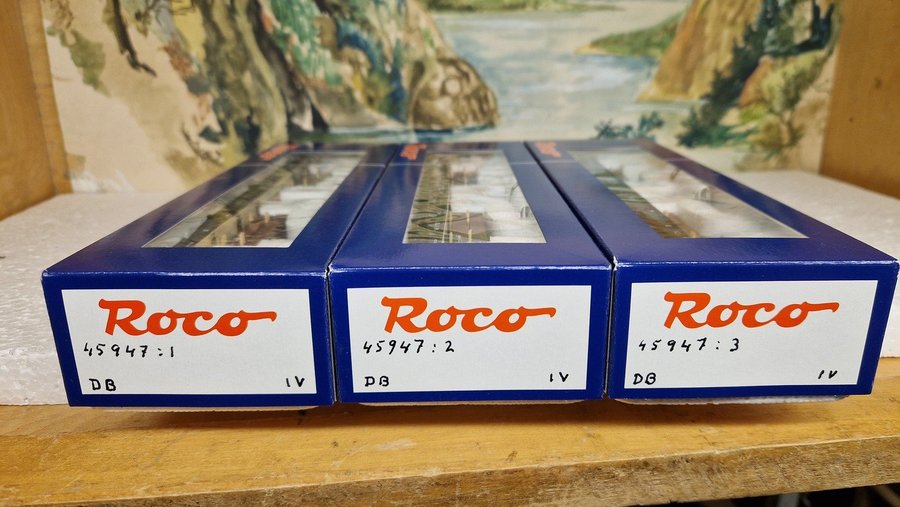 Roco
45947:1
DB IV
Roco
45947:2
DB IV
Roco
45947:3
DB IV